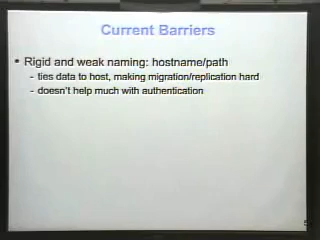 Current Barriers
• Rigid and weak naming: hostname/path
- ties data to host, making migration/replication hard
- doesn't help much with authentication